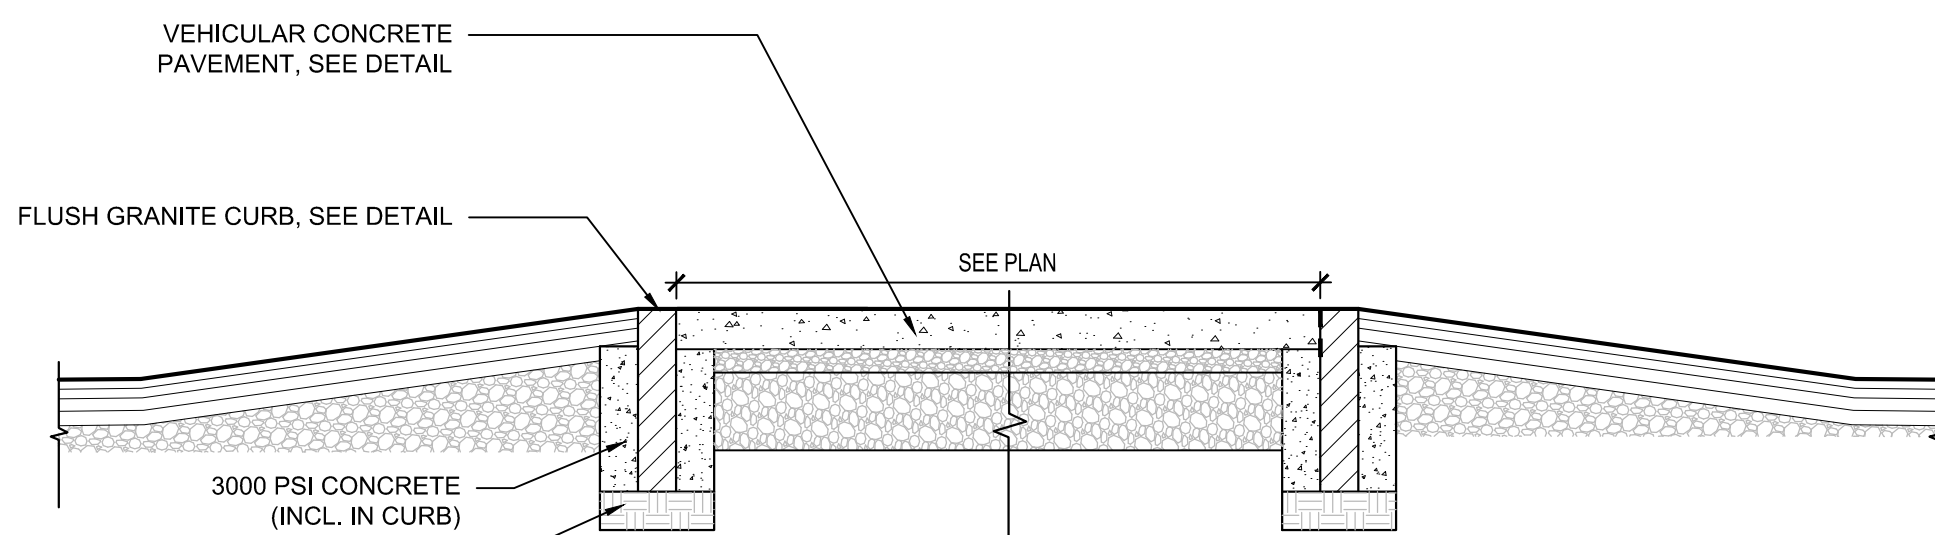 VEHICULAR CONCRETE
PAVEMENT, SEE DETAIL
FLUSH GRANITE CURB, SEE DETAIL
SEE PLAN
3000 PSI CONCRETE
(INCL. IN CURB)